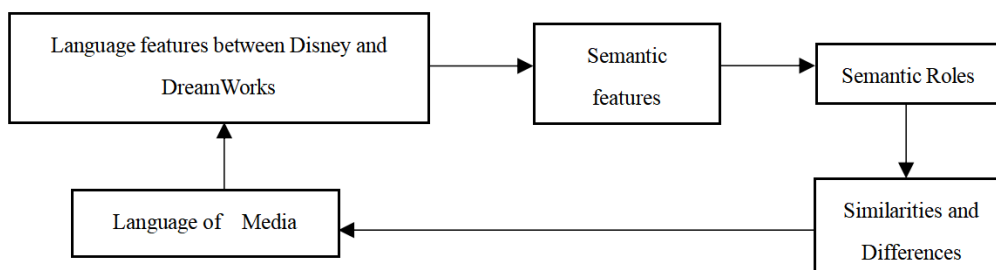 Language features between Disney and
DreamWorks
Semantic
features
Semantic Roles
Language of Media
Similarities and
Differences